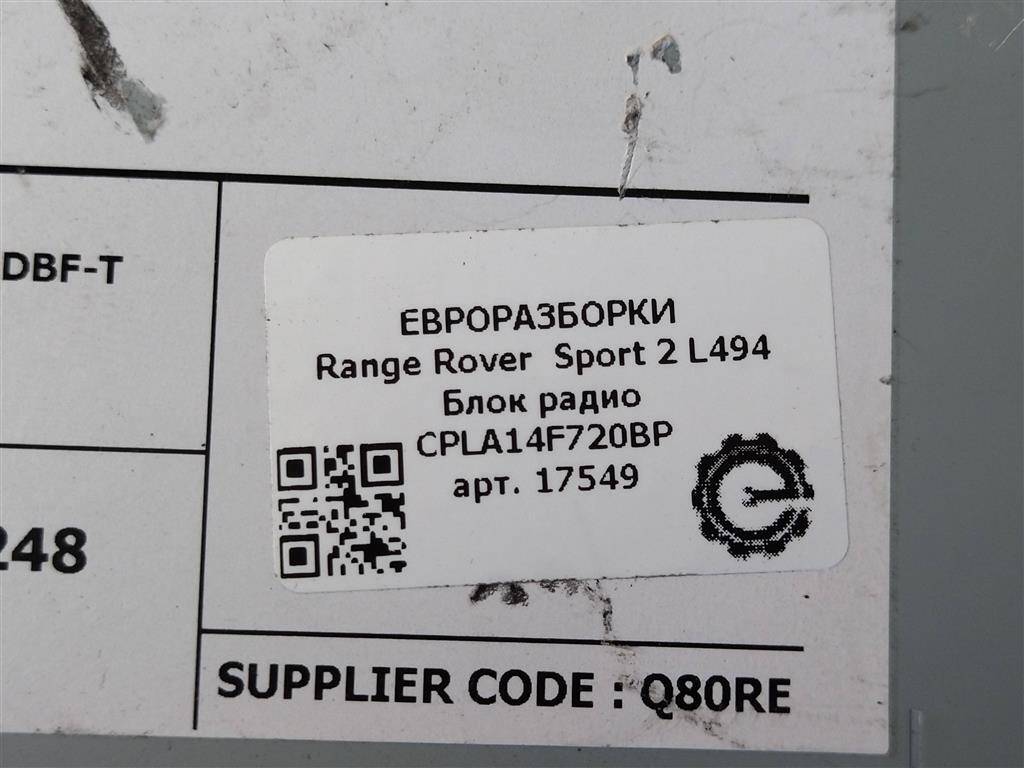 DBF-T
ЕВРОРАЗБОРКИ
Range Rover Sport 2 L494
Блок радио
CPLA14F720BP
арт. 17549
248
SUPPLIER CODE : Q80RE